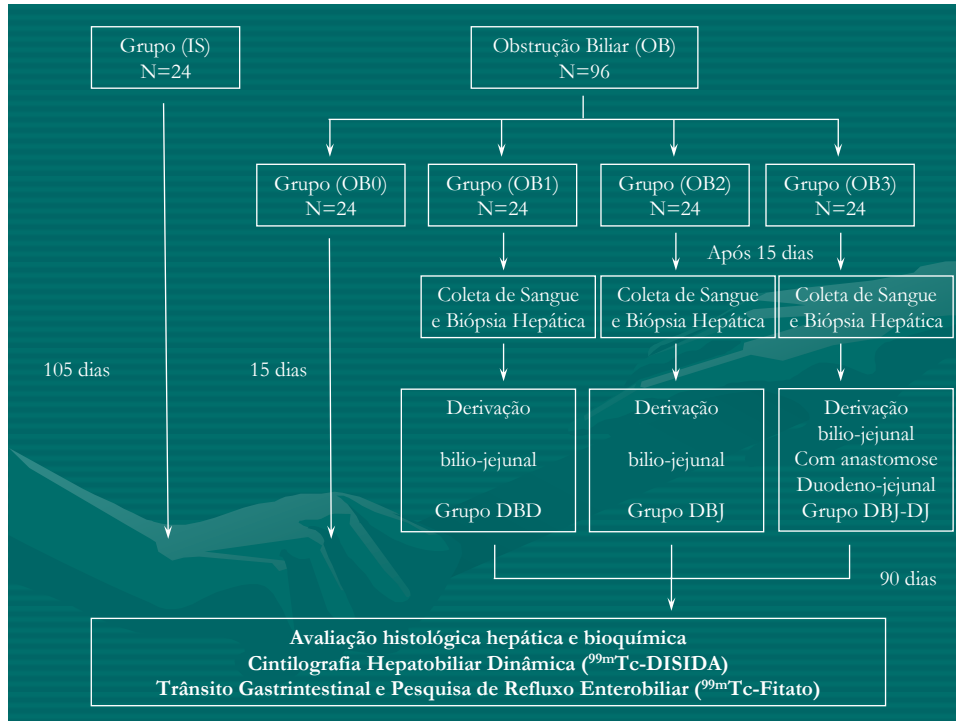 Grupo (IS)
N=24
Obstrução Biliar (OB)
N=96
Grupo (OB0)
N=24
Grupo (OB1)
N=24
Grupo (OB2)
N=24
Grupo (OB3)
N=24
Após 15 dias
Coleta de Sangue
e Biópsia Hepática
Coleta de Sangue
e Biópsia Hepática
Coleta de Sangue
e Biópsia Hepática
105 dias
15 dias
Derivação
bilio-jejunal
Grupo DBD
Derivação
bilio-jejunal
Grupo DBJ
Derivação
bilio-jejunal
Com anastomose
Duodeno-jejunal
Grupo DBJ-DJ
90 dias
Avaliação histológica hepática e bioquímica
Cintilografia Hepatobiliar Dinâmica (⁹⁹ᵐTc-DISIDA)
Trânsito Gastrintestinal e Pesquisa de Refluxo Enterobiliar (⁹⁹ᵐTc-Fitato)